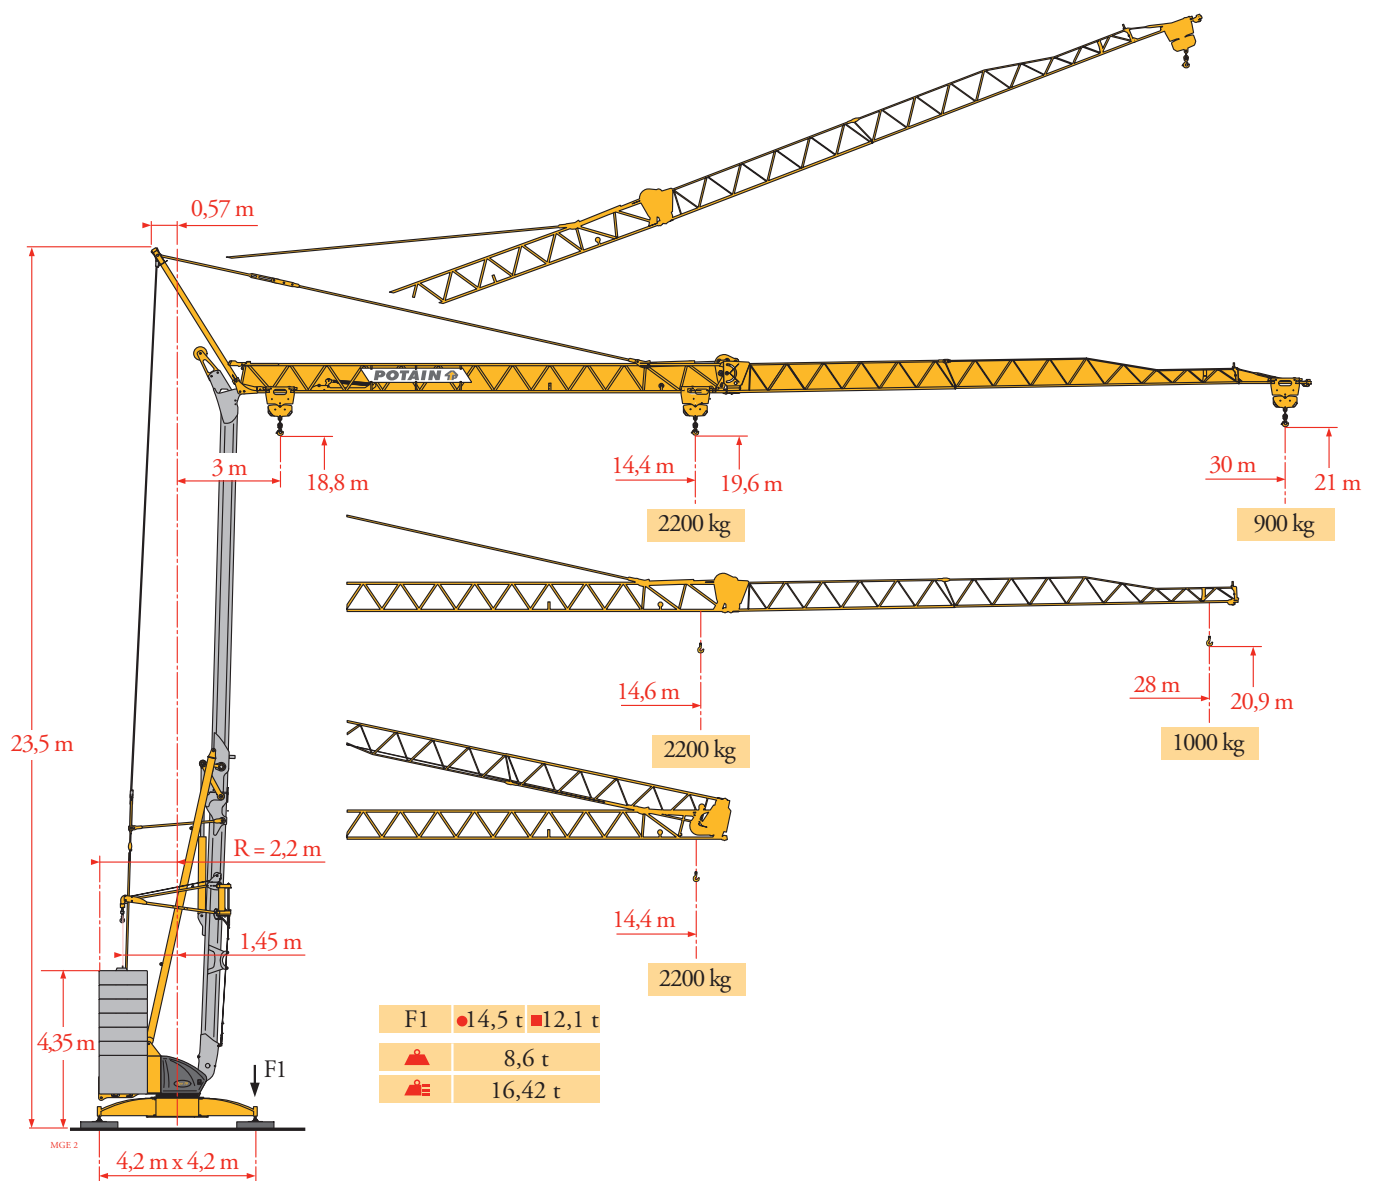 0,57 m
POTAIN
3 m
18,8 m
14,4 m
19,6 m
2200 kg
30 m
21 m
900 kg
14,6 m
2200 kg
28 m
20,9 m
1000 kg
23,5 m
R = 2,2 m
14,4 m
2200 kg
1,45 m
4,35 m
F1
F1 14,5 t 12,1 t
8,6 t
16,42 t
MGE 2
4,2 m x 4,2 m